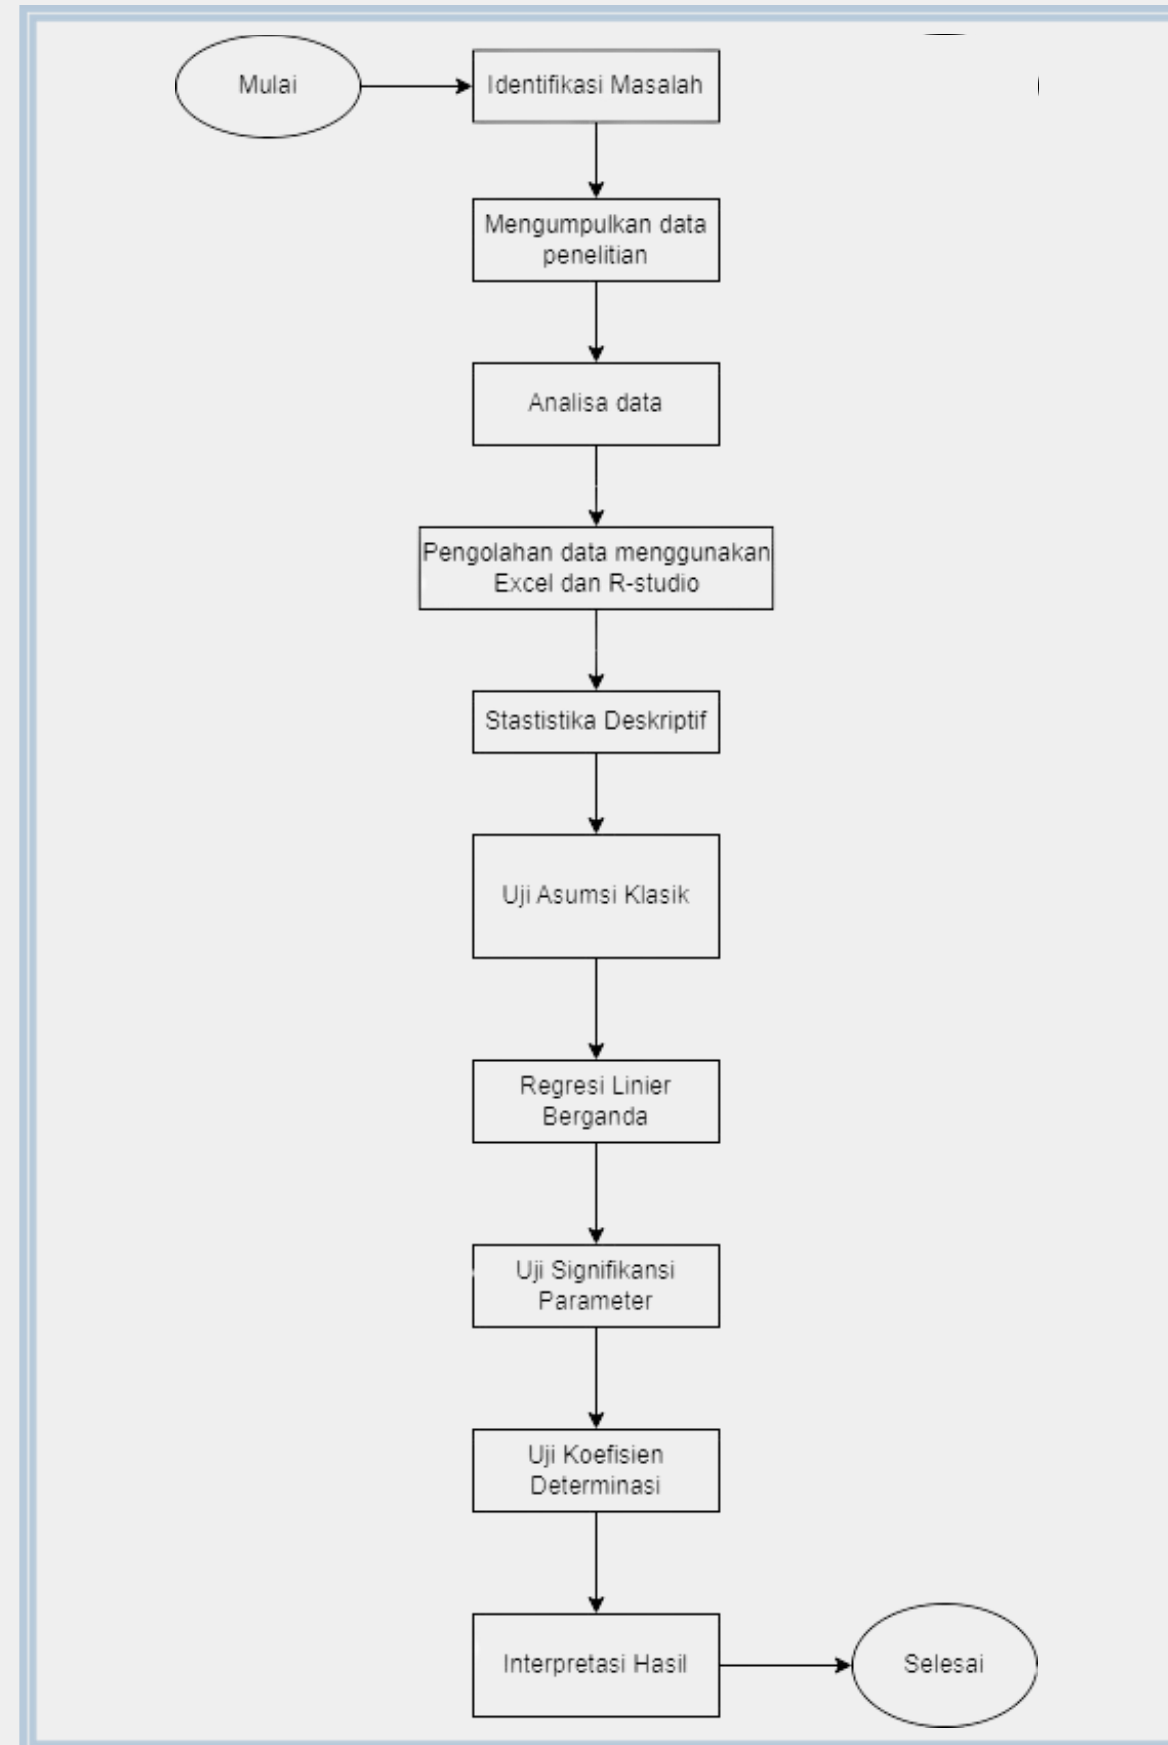 Mulai
Identifikasi Masalah
Mengumpulkan data
penelitian
Analisa data
Pengolahan data menggunakan
Excel dan R-studio
Stastistika Deskriptif
Uji Asumsi Klasik
Regresi Linier
Berganda
Uji Signifikansi
Parameter
Uji Koefisien
Determinasi
Interpretasi Hasil
Selesai